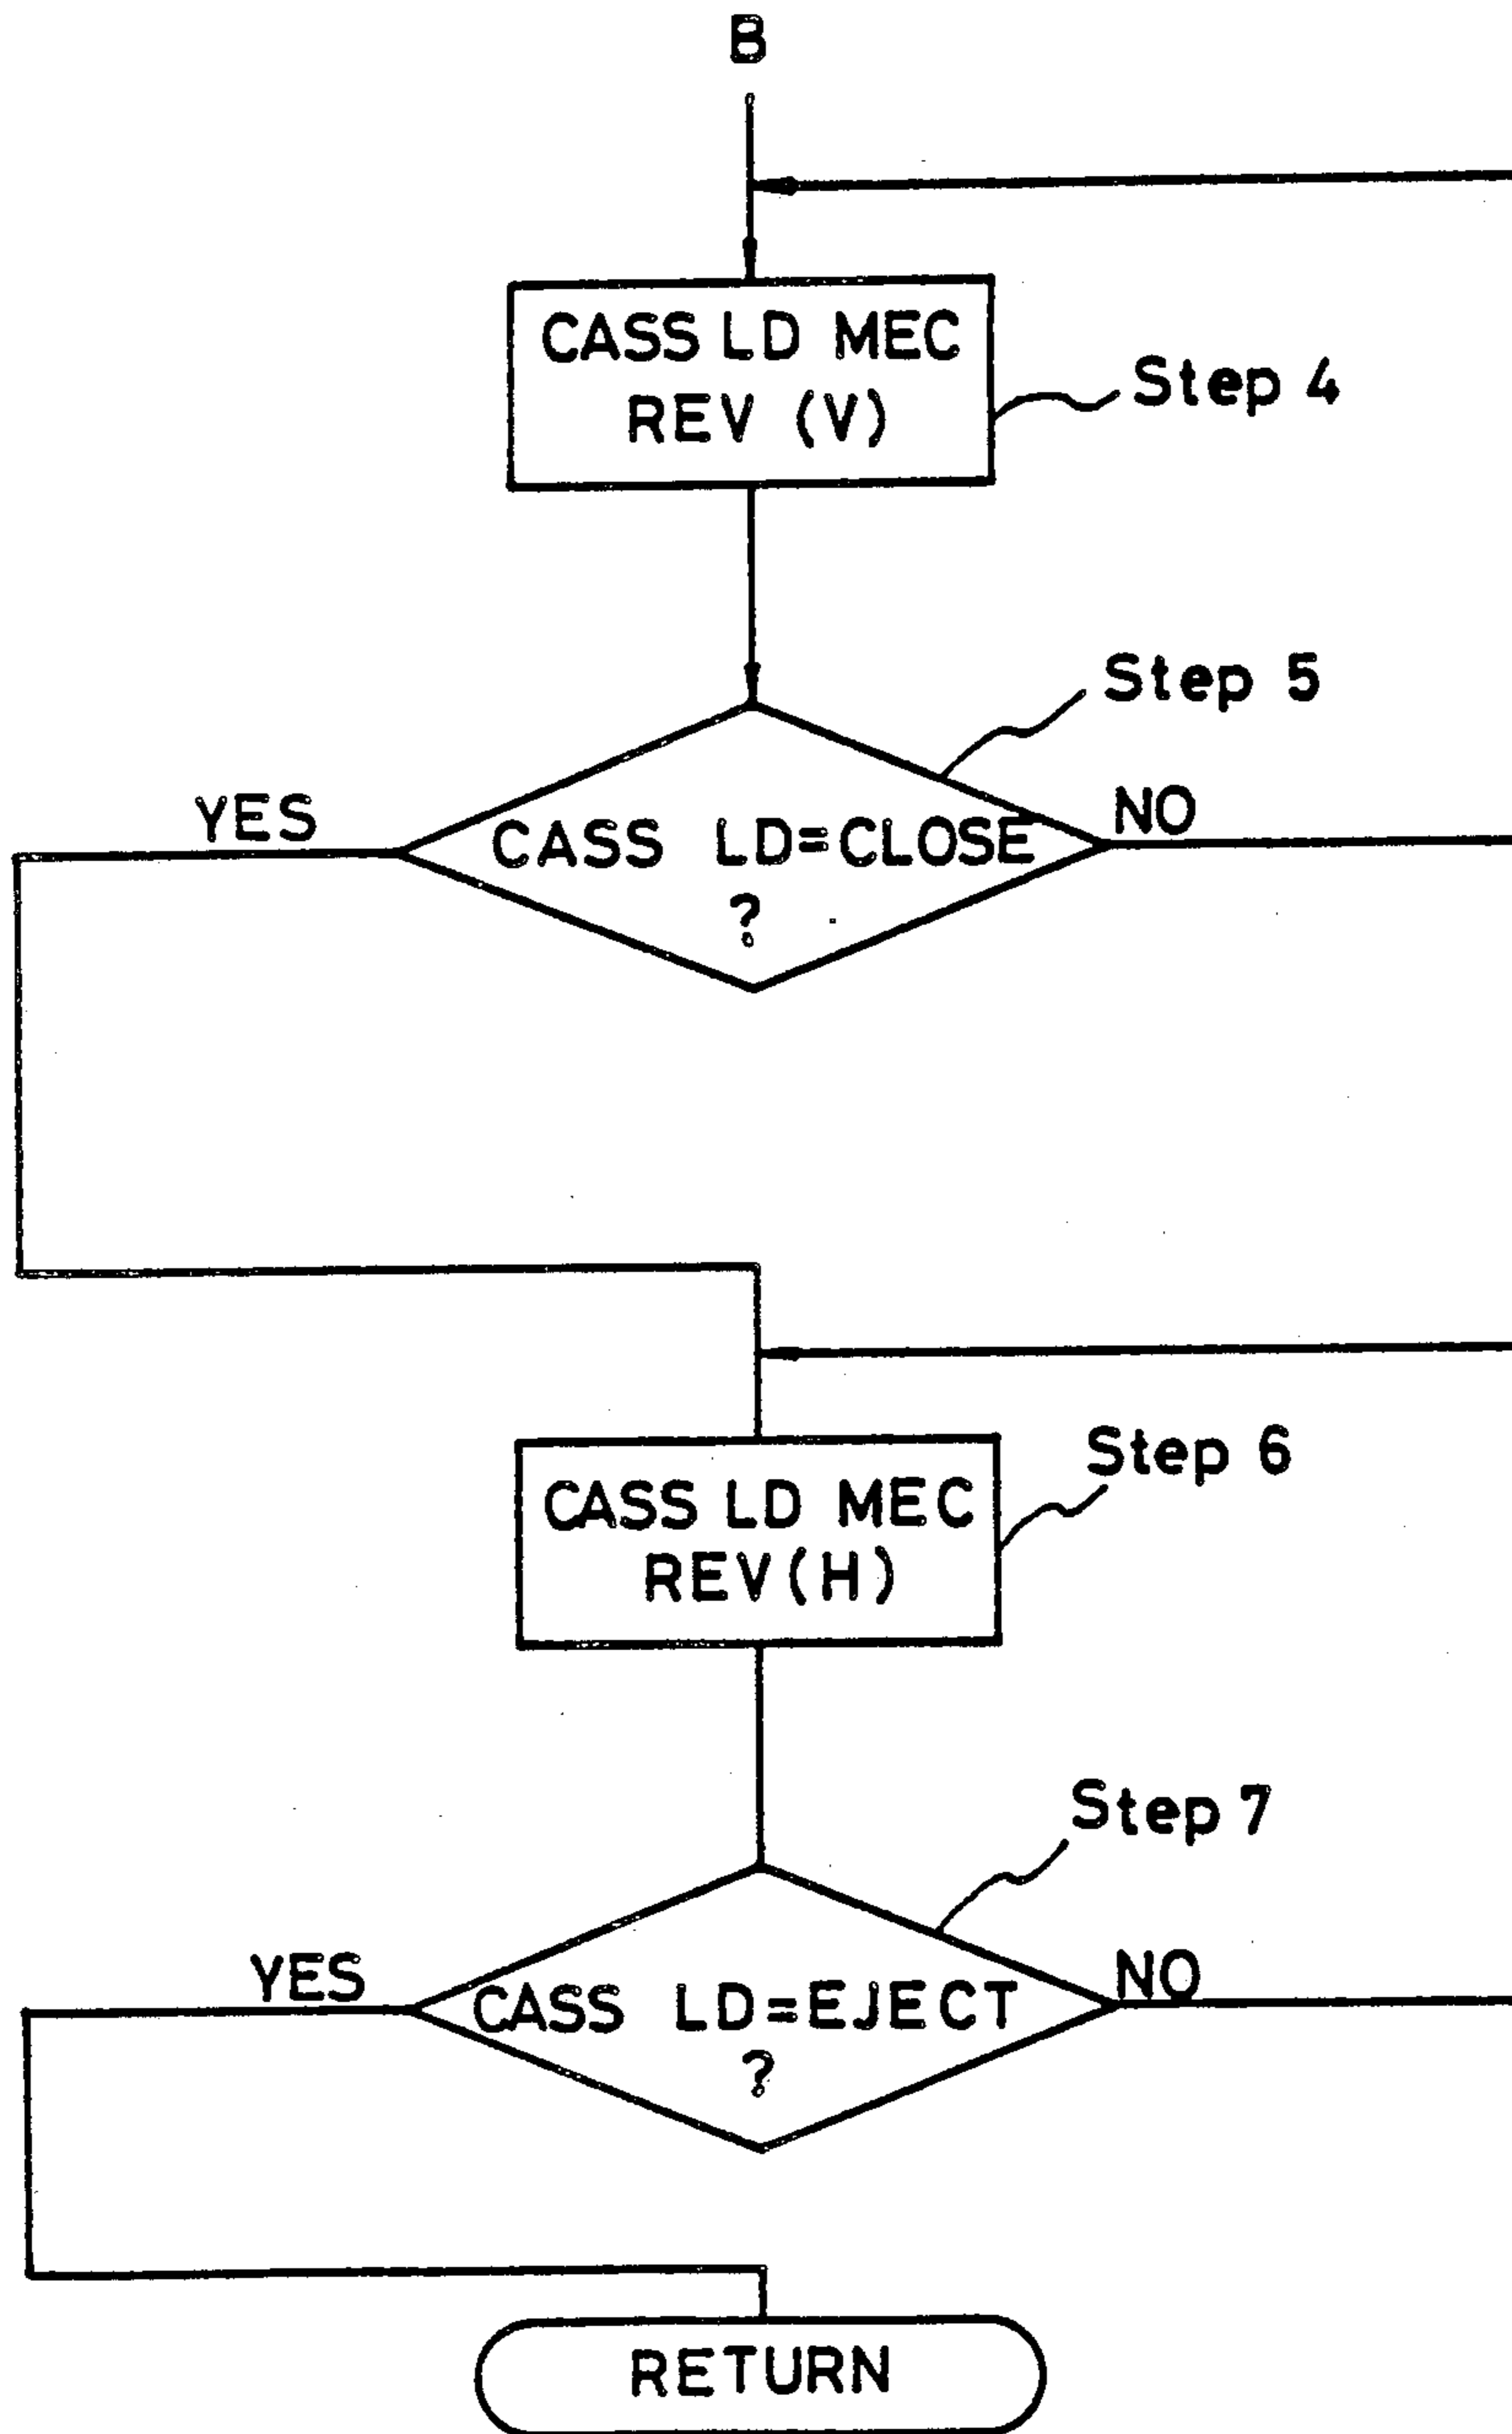 B
CASS LD MEC
REV (V)
Step 4
Step 5
YES
NO
CASS LD=CLOSE
?
CASS LD MEC
REV(H)
Step 6
Step 7
YES
NO
CASS LD=EJECT
?
RETURN